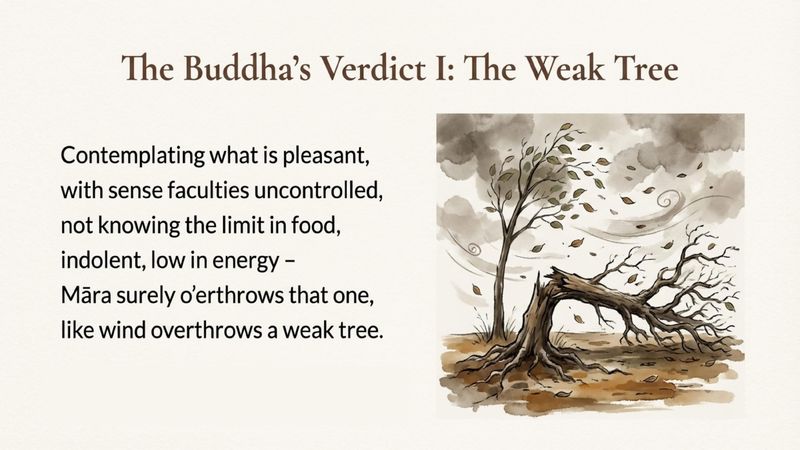 The Buddha’s Verdict I: The Weak Tree
Contemplating what is pleasant,
with sense faculties uncontrolled,
not knowing the limit in food,
indolent, low in energy –
Māra surely o’erthrows that one,
like wind overthrows a weak tree.